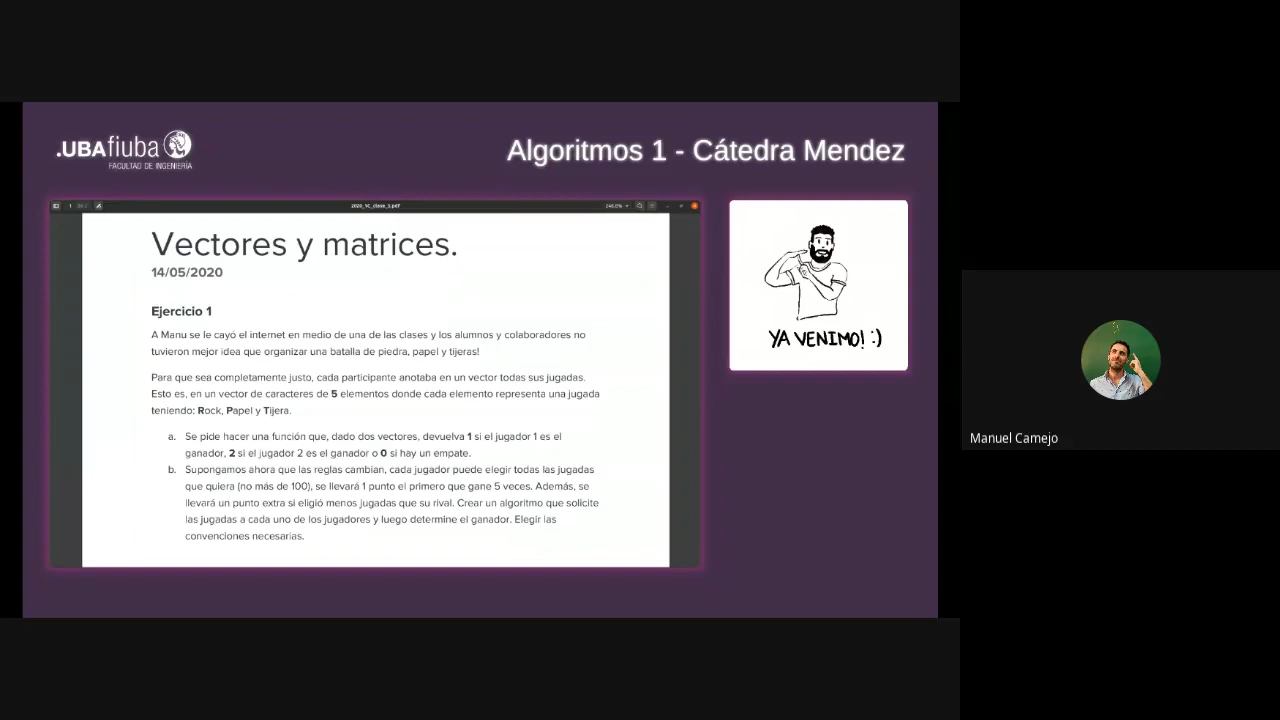 .UBAfiuba
FACULTAD DE INGENIERÍA
Algoritmos 1 - Cátedra Mendez
2020_1C_clase_3.pdf
Vectores y matrices.
14/05/2020
Ejercicio 1
A Manu se le cayó el internet en medio de una de las clases y los alumnos y colaboradores no
tuvieron mejor idea que organizar una batalla de piedra, papel y tijeras!
Para que sea completamente justo, cada participante anotaba en un vector todas sus jugadas.
Esto es, en un vector de caracteres de 5 elementos donde cada elemento representa una jugada
teniendo: Rock, Papel y Tijera.
a. Se pide hacer una función que, dado dos vectores, devuelva 1 si el jugador 1 es el
ganador, 2 si el jugador 2 es el ganador o 0 si hay un empate.
b. Supongamos ahora que las reglas cambian, cada jugador puede elegir todas las jugadas
que quiera (no más de 100), se llevará 1 punto el primero que gane 5 veces. Además, se
llevará un punto extra si eligió menos jugadas que su rival. Crear un algoritmo que solicite
las jugadas a cada uno de los jugadores y luego determine el ganador. Elegir las
convenciones necesarias.
YA VENIMO! :)
Manuel Camejo